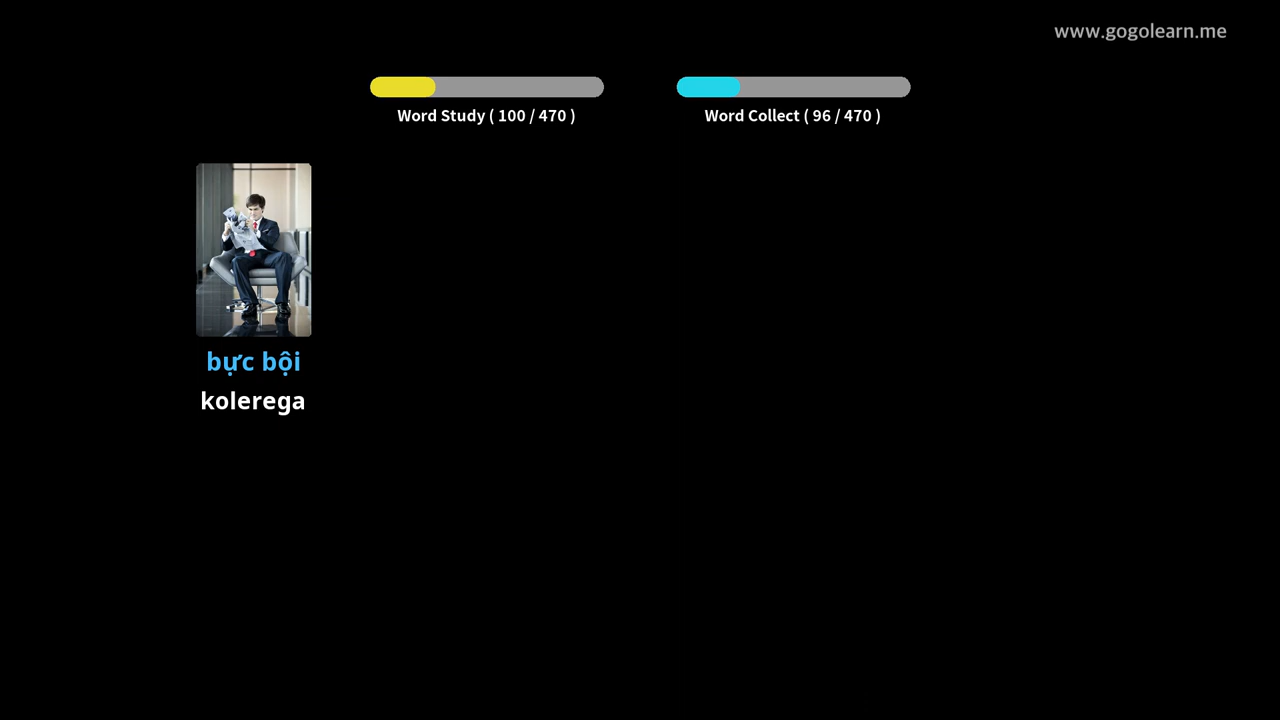 www.gogolearn.me
Word Study ( 100 / 470 )
Word Collect ( 96 / 470 )
bực bội
kolerega